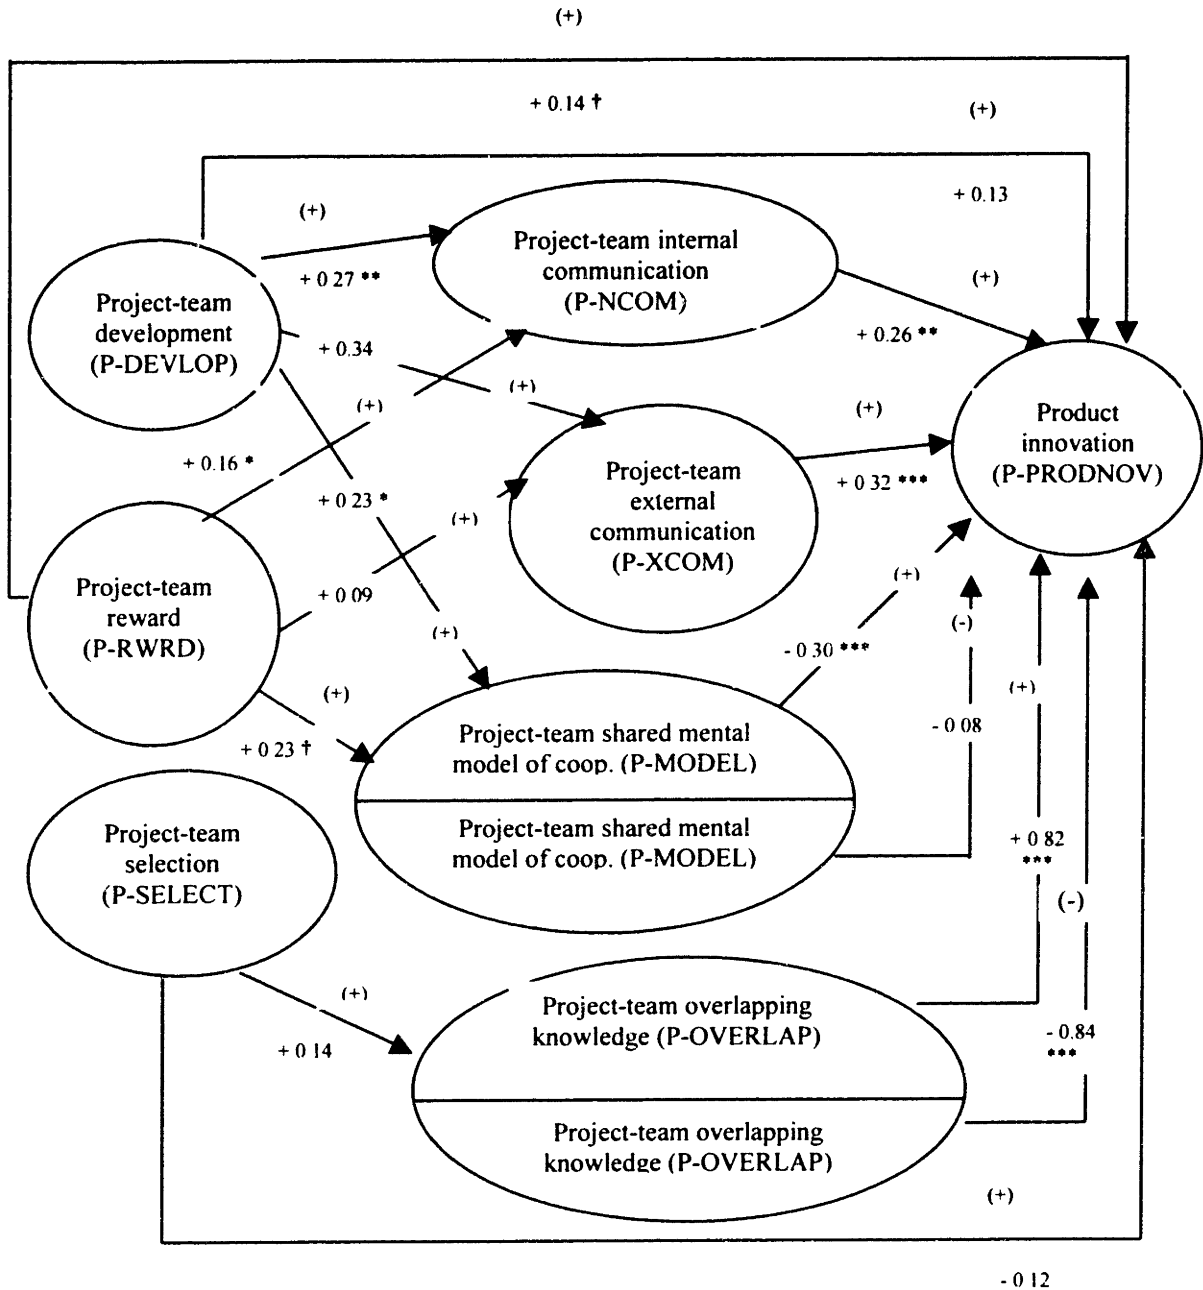 (+)
+ 0.14 †
(+)
+ 0.13
(+)
Project-team internal
communication
(P-NCOM)
(+)
+ 0 27 **
Project-team
development
(P-DEVLOP)
+ 0.26 **
+ 0.34
(+)
(+)
(+)
Product
innovation
(P-PRODNOV)
+ 0.16 *
Project-team
external
communication
(P-XCOM)
+ 0 32 ***
+ 0 23 *
(+)
(+)
Project-team
reward
(P-RWRD)
+ 0 09
(+)
(-)
- 0 30 ***
(+)
(+)
+ 0 23 †
Project-team shared mental
model of coop. (P-MODEL)
- 0 08
Project-team shared mental
model of coop. (P-MODEL)
Project-team
selection
(P-SELECT)
+ 0 82
***
(-)
(+)
+ 0 14
Project-team overlapping
knowledge (P-OVERLAP)
- 0.84
***
Project-team overlapping
knowledge (P-OVERLAP)
(+)
- 0 12